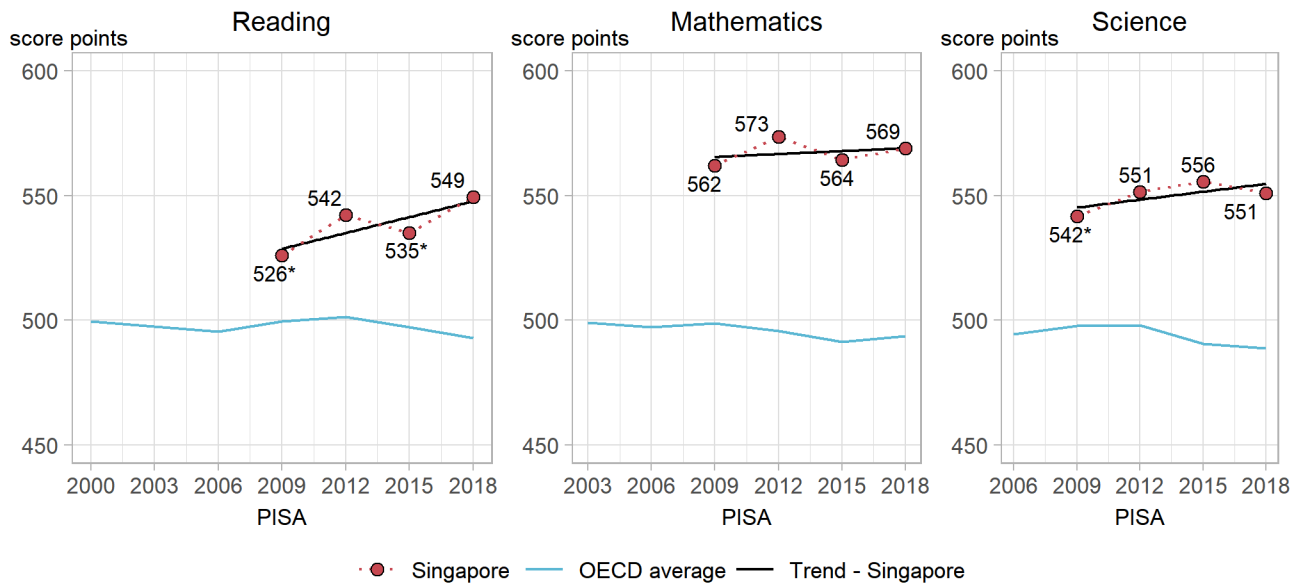 Reading
score points
600
550
500
450
549
542
535*
526*
2000 2003 2006 2009 2012 2015 2018
PISA
Mathematics
score points
600
550
500
450
573
569
562
564
2003 2006 2009 2012 2015 2018
PISA
Science
score points
600
550
500
450
551
556
542*
551
2006 2009 2012 2015 2018
PISA
Singapore OECD average Trend - Singapore